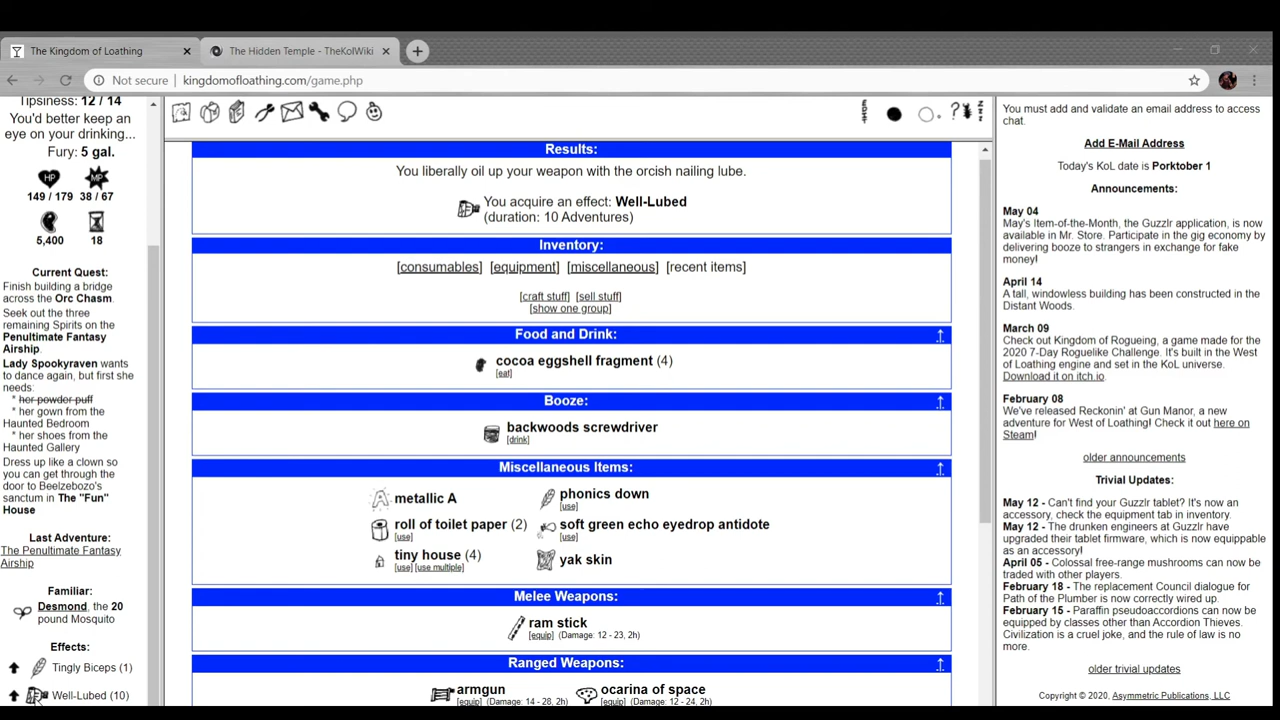 The Kingdom of Loathing
The Hidden Temple - TheKolWiki
Not secure | kingdomofloathing.com/game.php
Tipsiness: 12 / 14
You'd better keep an
eye on your drinking...
Fury: 5 gal.
HP
MP
149 / 179
38 / 67
5,400
18
Current Quest:
Finish building a bridge
across the Orc Chasm.
Seek out the three
remaining Spirits on the
Penultimate Fantasy
Airship.
Lady Spookyraven wants
to dance again, but first she
needs:
* her powder puff
* her gown from the
Haunted Bedroom
* her shoes from the
Haunted Gallery
Dress up like a clown so
you can get through the
door to Beelzebozo's
sanctum in The "Fun"
House
Last Adventure:
The Penultimate Fantasy
Airship
Familiar:
Desmond, the 20
pound Mosquito
Effects:
Tingly Biceps (1)
Well-Lubed (10)
Results:
You liberally oil up your weapon with the orcish nailing lube.
You acquire an effect: Well-Lubed
(duration: 10 Adventures)
Inventory:
[consumables] [equipment] [miscellaneous] [recent items]
[craft stuff] [sell stuff]
[show one group]
Food and Drink:
cocoa eggshell fragment (4)
[eat]
Booze:
backwoods screwdriver
[drink]
Miscellaneous Items:
metallic A
phonics down
[use]
roll of toilet paper (2)
[use]
soft green echo eyedrop antidote
[use]
tiny house (4)
[use] [use multiple]
yak skin
Melee Weapons:
ram stick
[equip] (Damage: 12 - 23, 2h)
Ranged Weapons:
armgun
[equip] (Damage: 14 - 28, 2h)
ocarina of space
[equip] (Damage: 12 - 24, 2h)
You must add and validate an email address to access
chat.
Add E-Mail Address
Today's KoL date is Porktober 1
Announcements:
May 04
May's Item-of-the-Month, the Guzzlr application, is now
available in Mr. Store. Participate in the gig economy by
delivering booze to strangers in exchange for fake
money!
April 14
A tall, windowless building has been constructed in the
Distant Woods.
March 09
Check out Kingdom of Rogueing, a game made for the
2020 7-Day Roguelike Challenge. It's built in the West
of Loathing engine and set in the KoL universe.
Download it on itch io.
February 08
We've released Reckonin' at Gun Manor, a new
adventure for West of Loathing! Check it out here on
Steam!
older announcements
Trivial Updates:
May 12 - Can't find your Guzzlr tablet? It's now an
accessory, check the equipment tab in inventory.
May 12 - The drunken engineers at Guzzlr have
upgraded their tablet firmware, which is now equippable
as an accessory!
April 05 - Colossal free-range mushrooms can now be
traded with other players.
February 18 - The replacement Council dialogue for
Path of the Plumber is now correctly wired up.
February 15 - Paraffin pseudoaccordions can now be
equipped by classes other than Accordion Thieves.
Civilization is a cruel joke, and the rule of law is no
more.
older trivial updates
Copyright © 2020, Asymmetric Publications, LLC